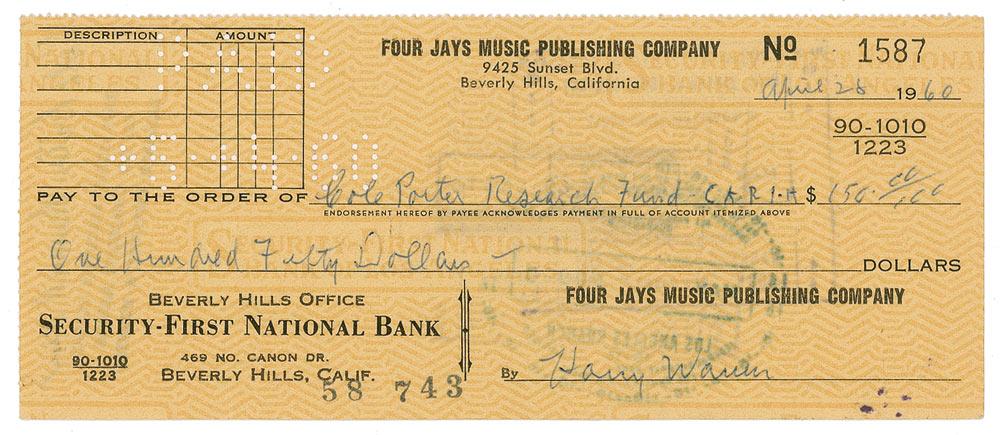 DESCRIPTION AMOUNT
FOUR JAYS MUSIC PUBLISHING COMPANY
9425 Sunset Blvd.
Beverly Hills, California
No 1587
April 28 1960
90-1010
1223
PAY TO THE ORDER OF Cole Porter Research Fund $ 150.00/00
ENDORSEMENT HEREOF BY PAYEE ACKNOWLEDGES PAYMENT IN FULL OF ACCOUNT ITEMIZED ABOVE
SECURITY-FIRST NATIONAL
One Hundred Fifty Dollars DOLLARS
BEVERLY HILLS OFFICE
SECURITY-FIRST NATIONAL BANK
90-1010
1223
469 NO. CANON DR.
BEVERLY HILLS, CALIF.
58 743
FOUR JAYS MUSIC PUBLISHING COMPANY
By Harry Warren